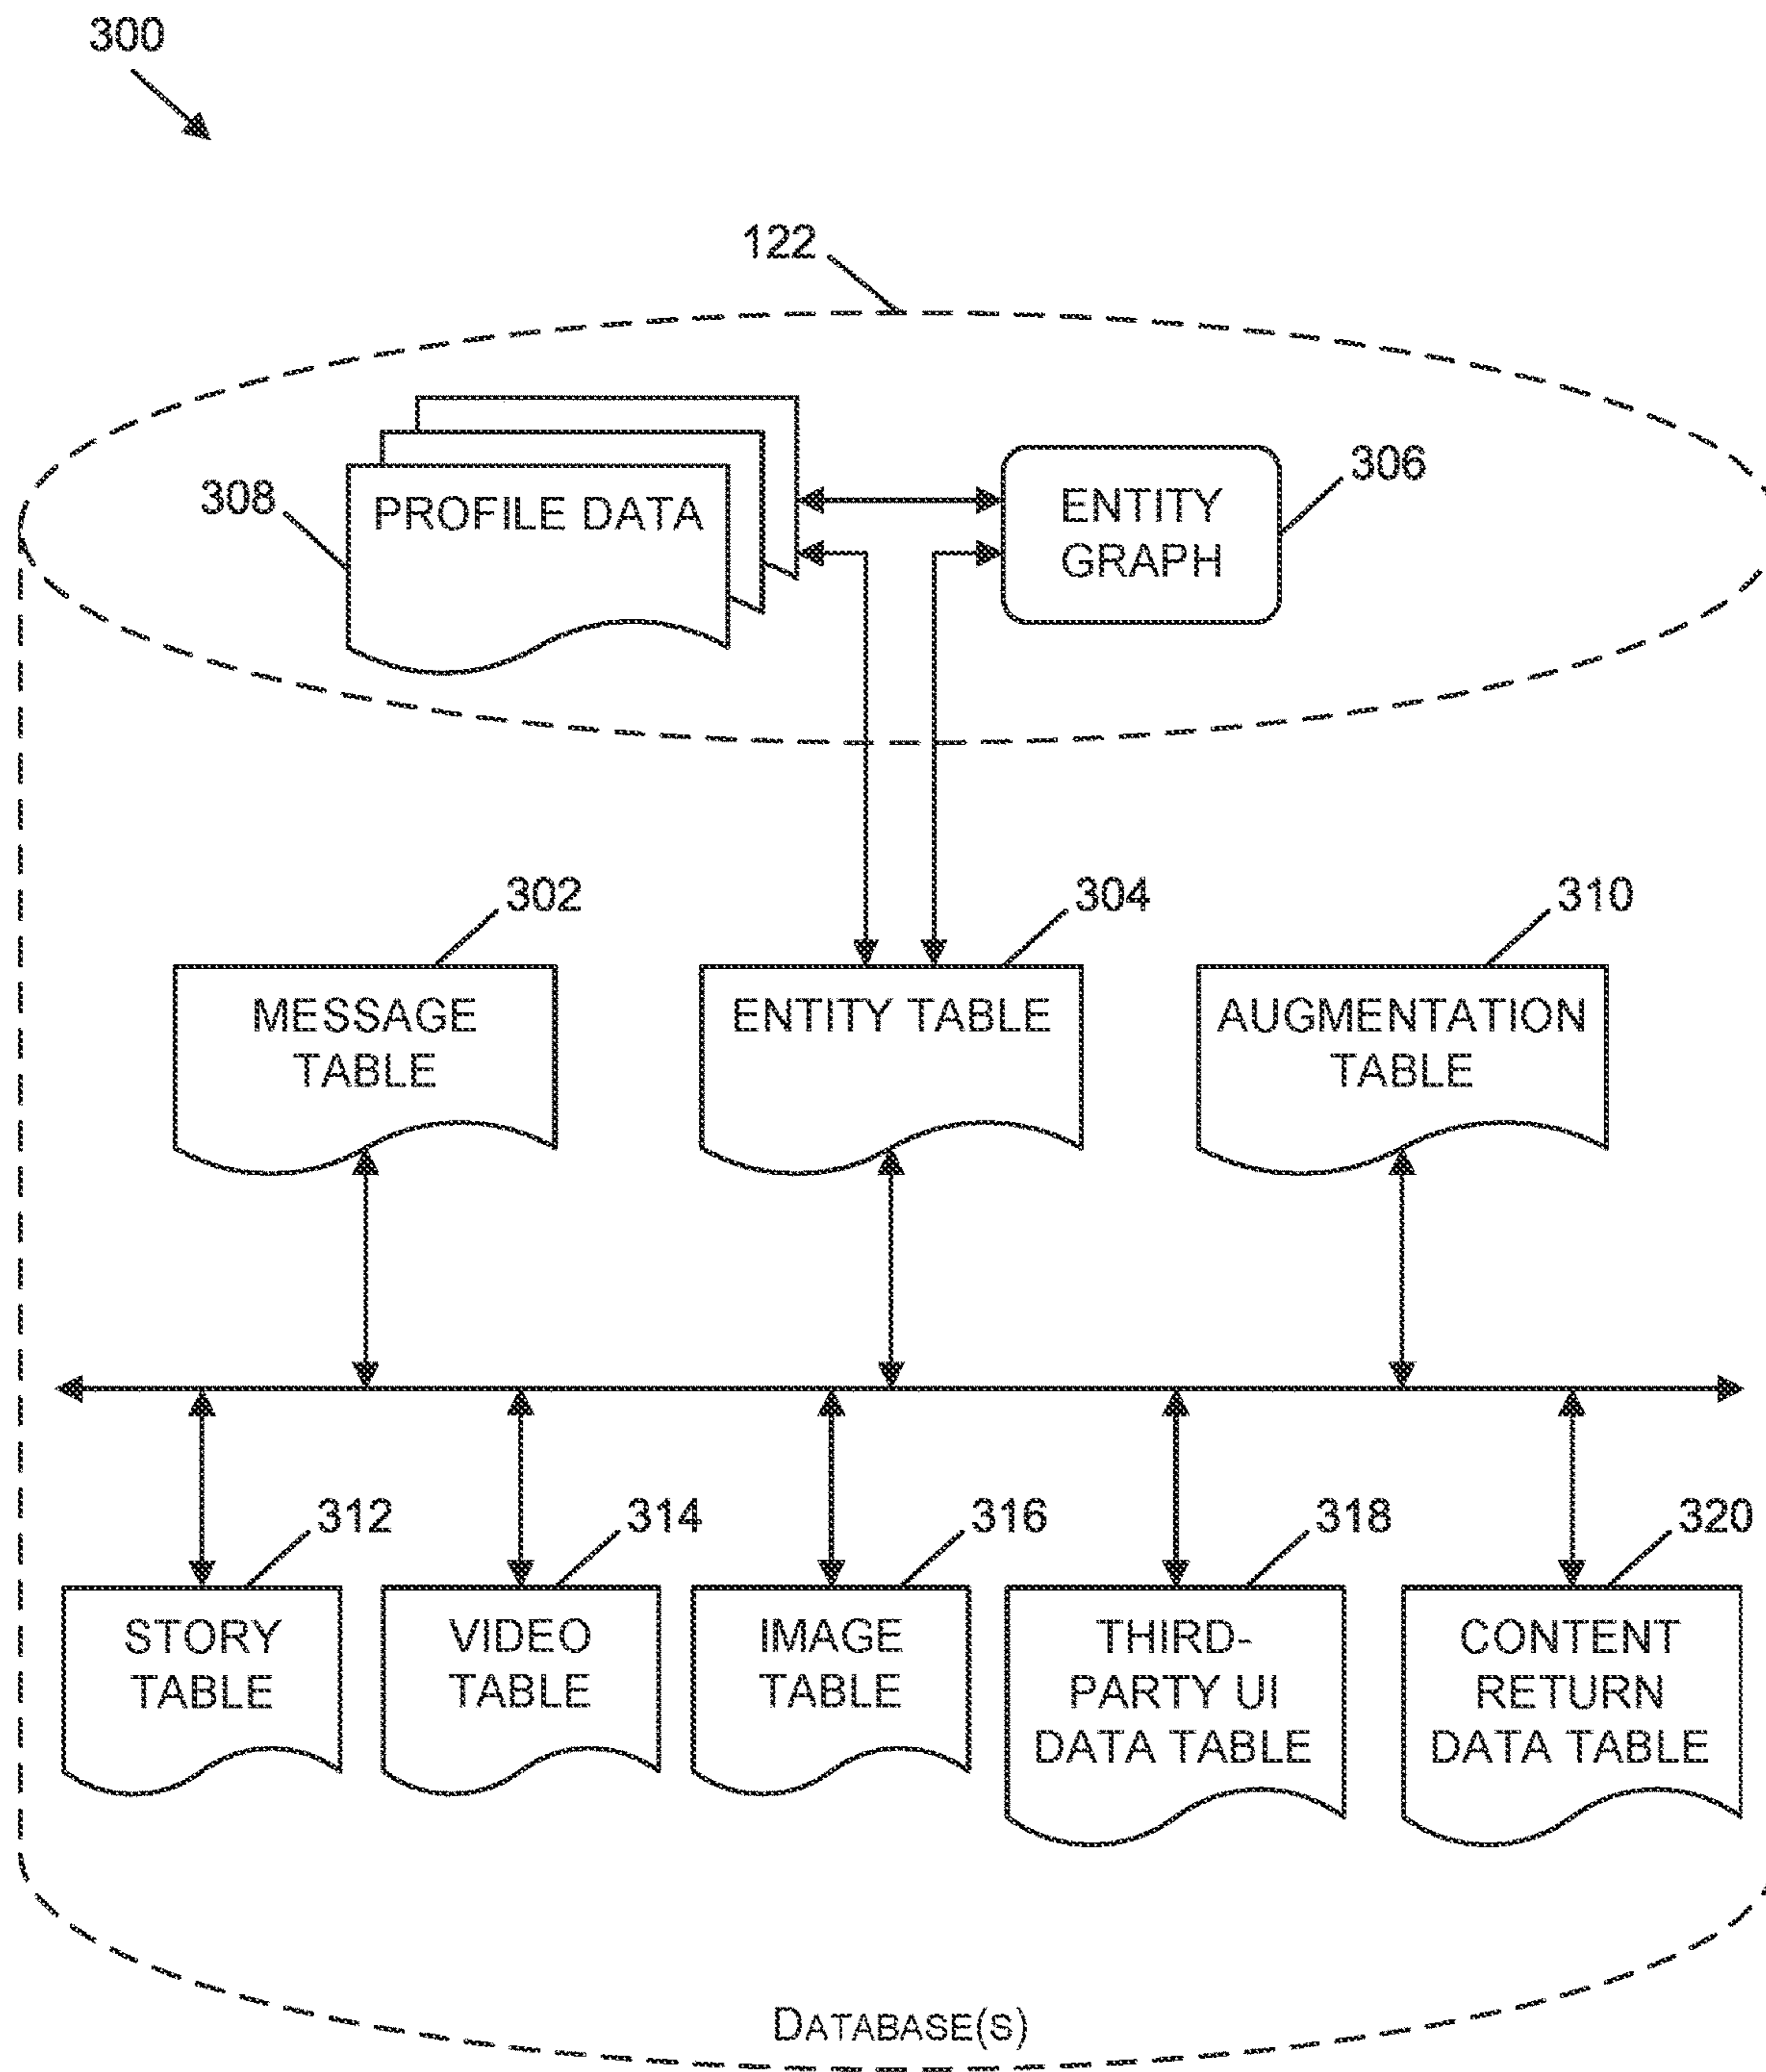 300
122
308
PROFILE DATA
ENTITY
GRAPH
306
302
304
310
MESSAGE
TABLE
ENTITY TABLE
AUGMENTATION
TABLE
312
314
316
318
320
STORY
TABLE
VIDEO
TABLE
IMAGE
TABLE
THIRD-
PARTY UI
DATA TABLE
CONTENT
RETURN
DATA TABLE
DATABASE(S)